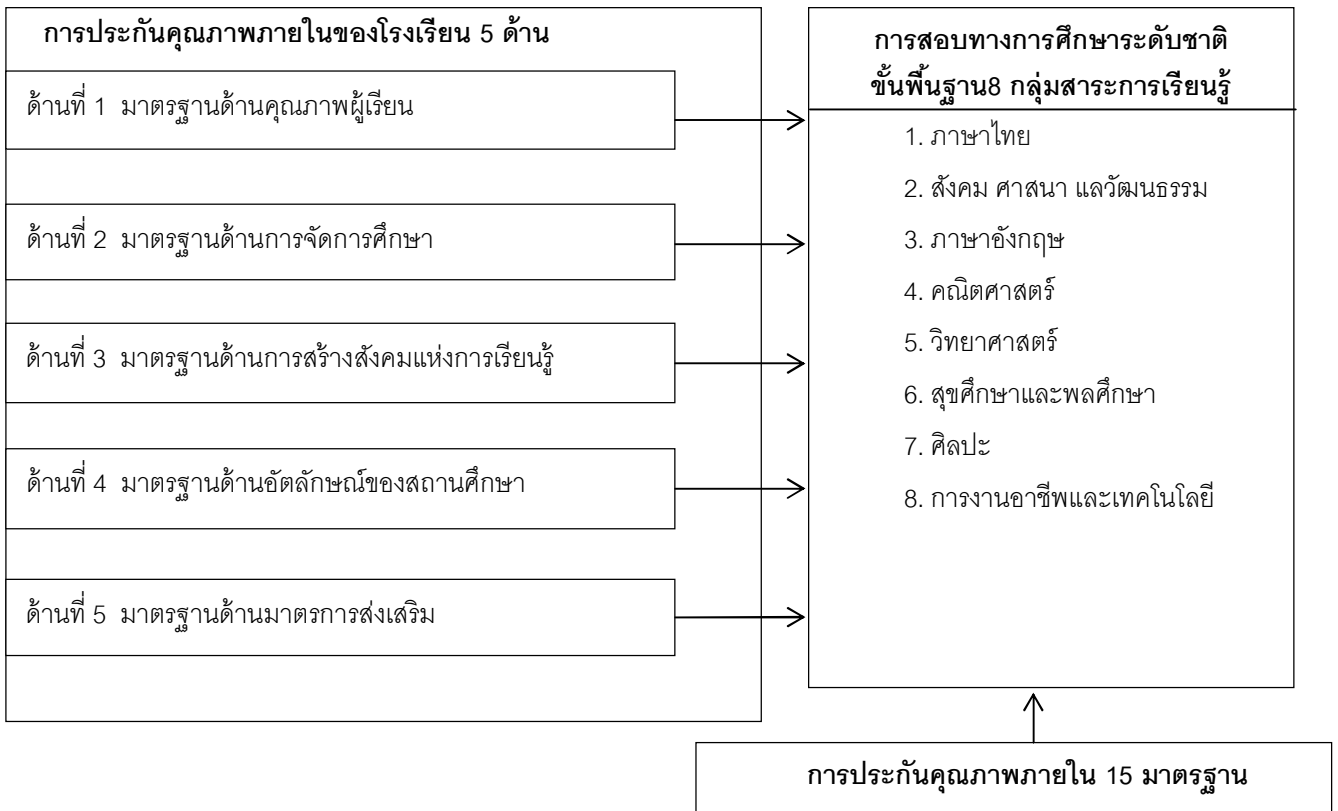 การประกันคุณภาพภายในของโรงเรียน 5 ด้าน
ด้านที่ 1 มาตรฐานด้านคุณภาพผู้เรียน
ด้านที่ 2 มาตรฐานด้านการจัดการศึกษา
ด้านที่ 3 มาตรฐานด้านการสร้างสังคมแห่งการเรียนรู้
ด้านที่ 4 มาตรฐานด้านอัตลักษณ์ของสถานศึกษา
ด้านที่ 5 มาตรฐานด้านมาตรการส่งเสริม
การสอบทางการศึกษาระดับชาติ
ขั้นพื้นฐาน8 กลุ่มสาระการเรียนรู้
1. ภาษาไทย
2. สังคม ศาสนา แลวัฒนธรรม
3. ภาษาอังกฤษ
4. คณิตศาสตร์
5. วิทยาศาสตร์
6. สุขศึกษาและพลศึกษา
7. ศิลปะ
8. การงานอาชีพและเทคโนโลยี
การประกันคุณภาพภายใน 15 มาตรฐาน